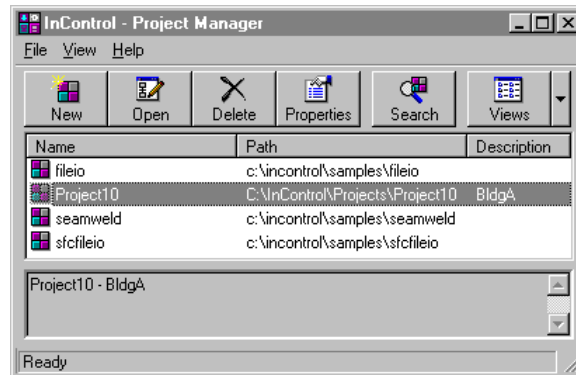 InControl - Project Manager
File View Help
New Open Delete Properties Search Views
Name Path Description
fileio c:\incontrol\samples\fileio
Project10 C:\InControl\Projects\Project10 BldgA
seamweld c:\incontrol\samples\seamweld
sfcfileio c:\incontrol\samples\sfcfileio
Project10 - BldgA
Ready